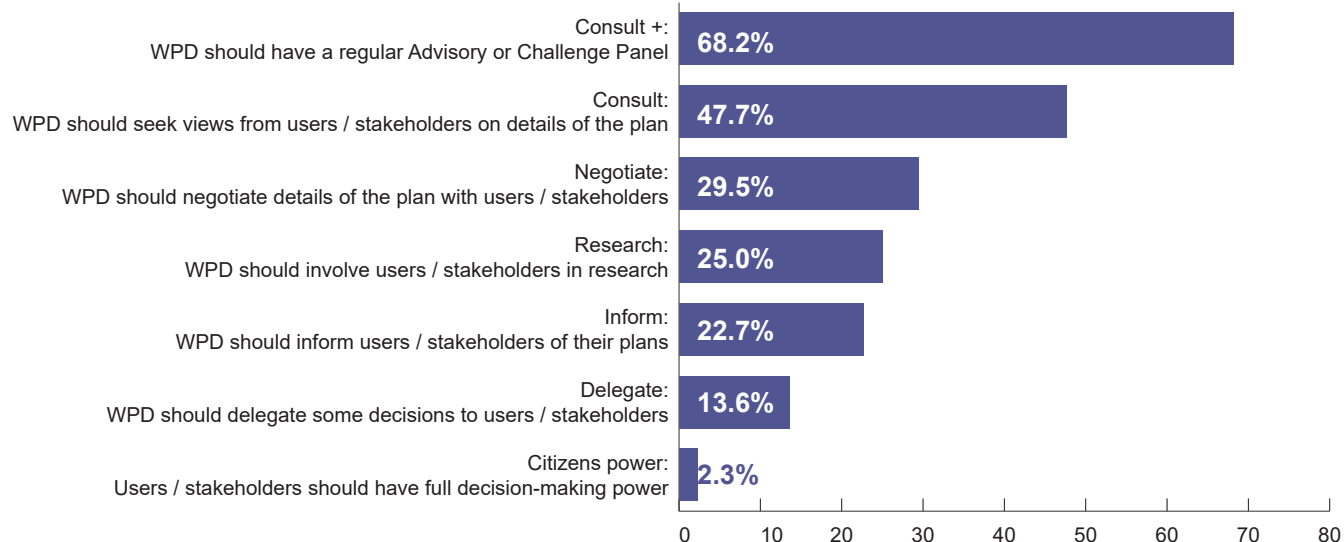 Consult +:
WPD should have a regular Advisory or Challenge Panel
68.2%
Consult:
WPD should seek views from users / stakeholders on details of the plan
47.7%
Negotiate:
WPD should negotiate details of the plan with users / stakeholders
29.5%
Research:
WPD should involve users / stakeholders in research
25.0%
Inform:
WPD should inform users / stakeholders of their plans
22.7%
Delegate:
WPD should delegate some decisions to users / stakeholders
13.6%
Citizens power:
Users / stakeholders should have full decision-making power
2.3%
0 10 20 30 40 50 60 70 80